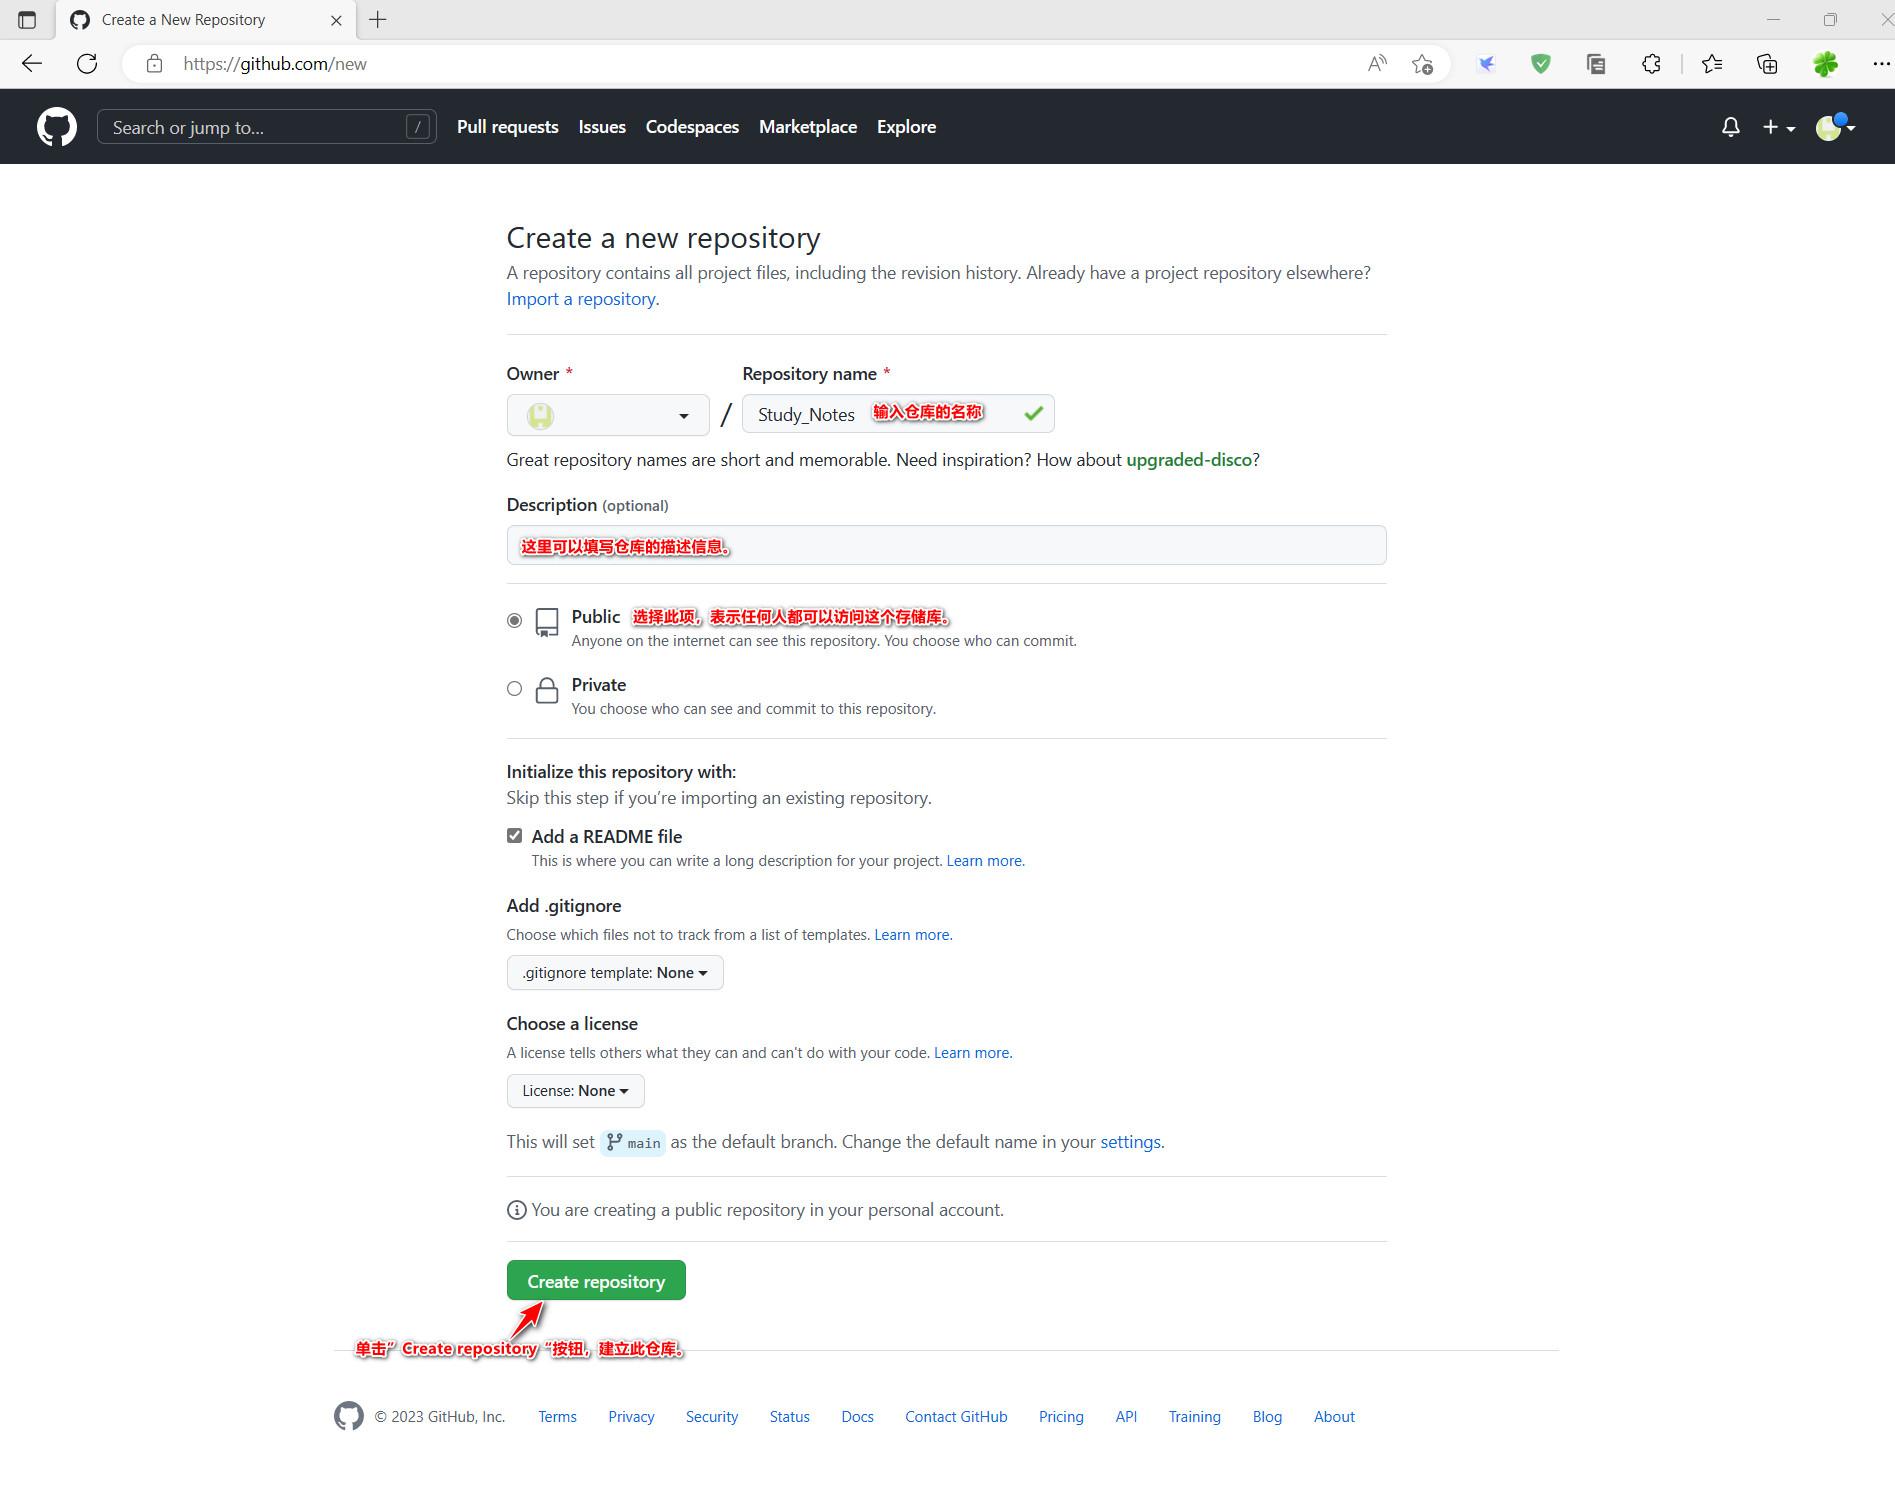 Create a New Repository
https://github.com/new
Search or jump to... /
Pull requests Issues Codespaces Marketplace Explore
Create a new repository
A repository contains all project files, including the revision history. Already have a project repository elsewhere?
Import a repository.
Owner * Repository name *
/ Study_Notes 输入仓库的名称
Great repository names are short and memorable. Need inspiration? How about upgraded-disco?
Description (optional)
这里可以填写仓库的描述信息。
Public 选择此项，表示任何人都可以访问这个存储库。
Anyone on the internet can see this repository. You choose who can commit.
Private
You choose who can see and commit to this repository.
Initialize this repository with:
Skip this step if you’re importing an existing repository.
Add a README file
This is where you can write a long description for your project. Learn more.
Add .gitignore
Choose which files not to track from a list of templates. Learn more.
.gitignore template: None
Choose a license
A license tells others what they can and can't do with your code. Learn more.
License: None
This will set main as the default branch. Change the default name in your settings.
You are creating a public repository in your personal account.
Create repository
单击”Create repository“按钮，建立此仓库。
© 2023 GitHub, Inc. Terms Privacy Security Status Docs Contact GitHub Pricing API Training Blog About